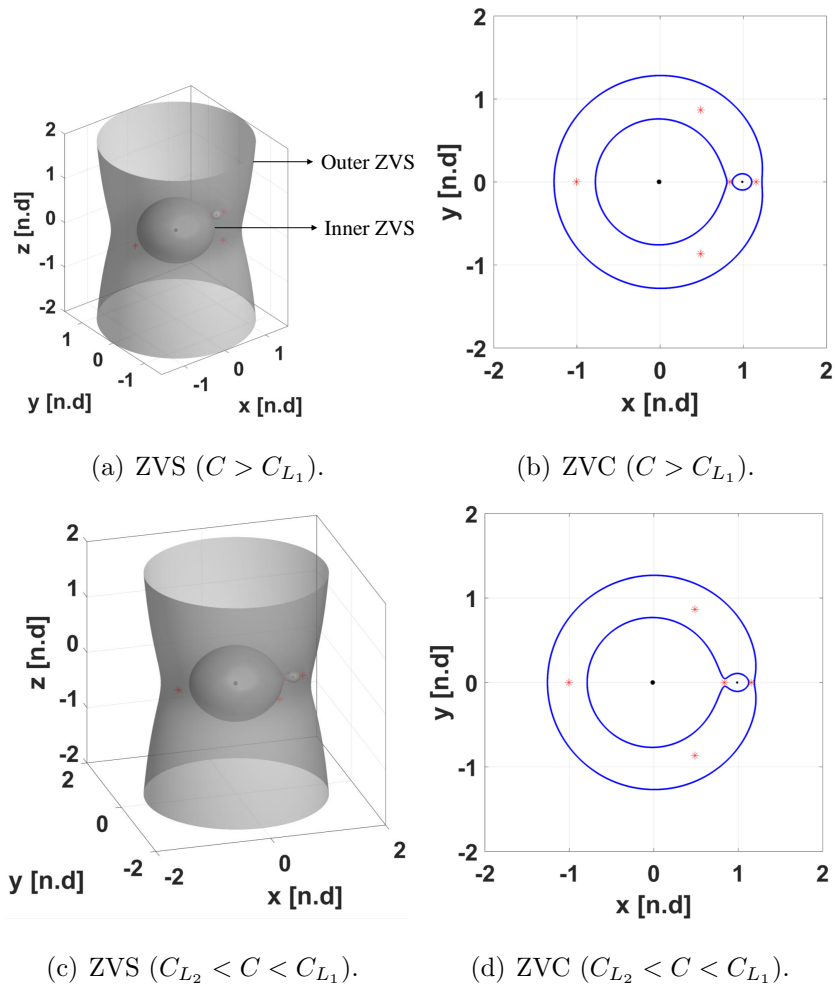 2
1
0
-1
-2
z [n.d]
1
0
-1
y [n.d]
-1
0
1
x [n.d]
Outer ZVS
Inner ZVS
2
1
0
-1
-2
y [n.d]
-2
-1
0
1
2
x [n.d]
(a) ZVS (C > C_{L_1}).
(b) ZVC (C > C_{L_1}).
2
1
0
-1
-2
z [n.d]
2
0
-2
y [n.d]
-2
0
2
x [n.d]
2
1
0
-1
-2
y [n.d]
-2
-1
0
1
2
x [n.d]
(c) ZVS (C_{L_2} < C < C_{L_1}).
(d) ZVC (C_{L_2} < C < C_{L_1}).